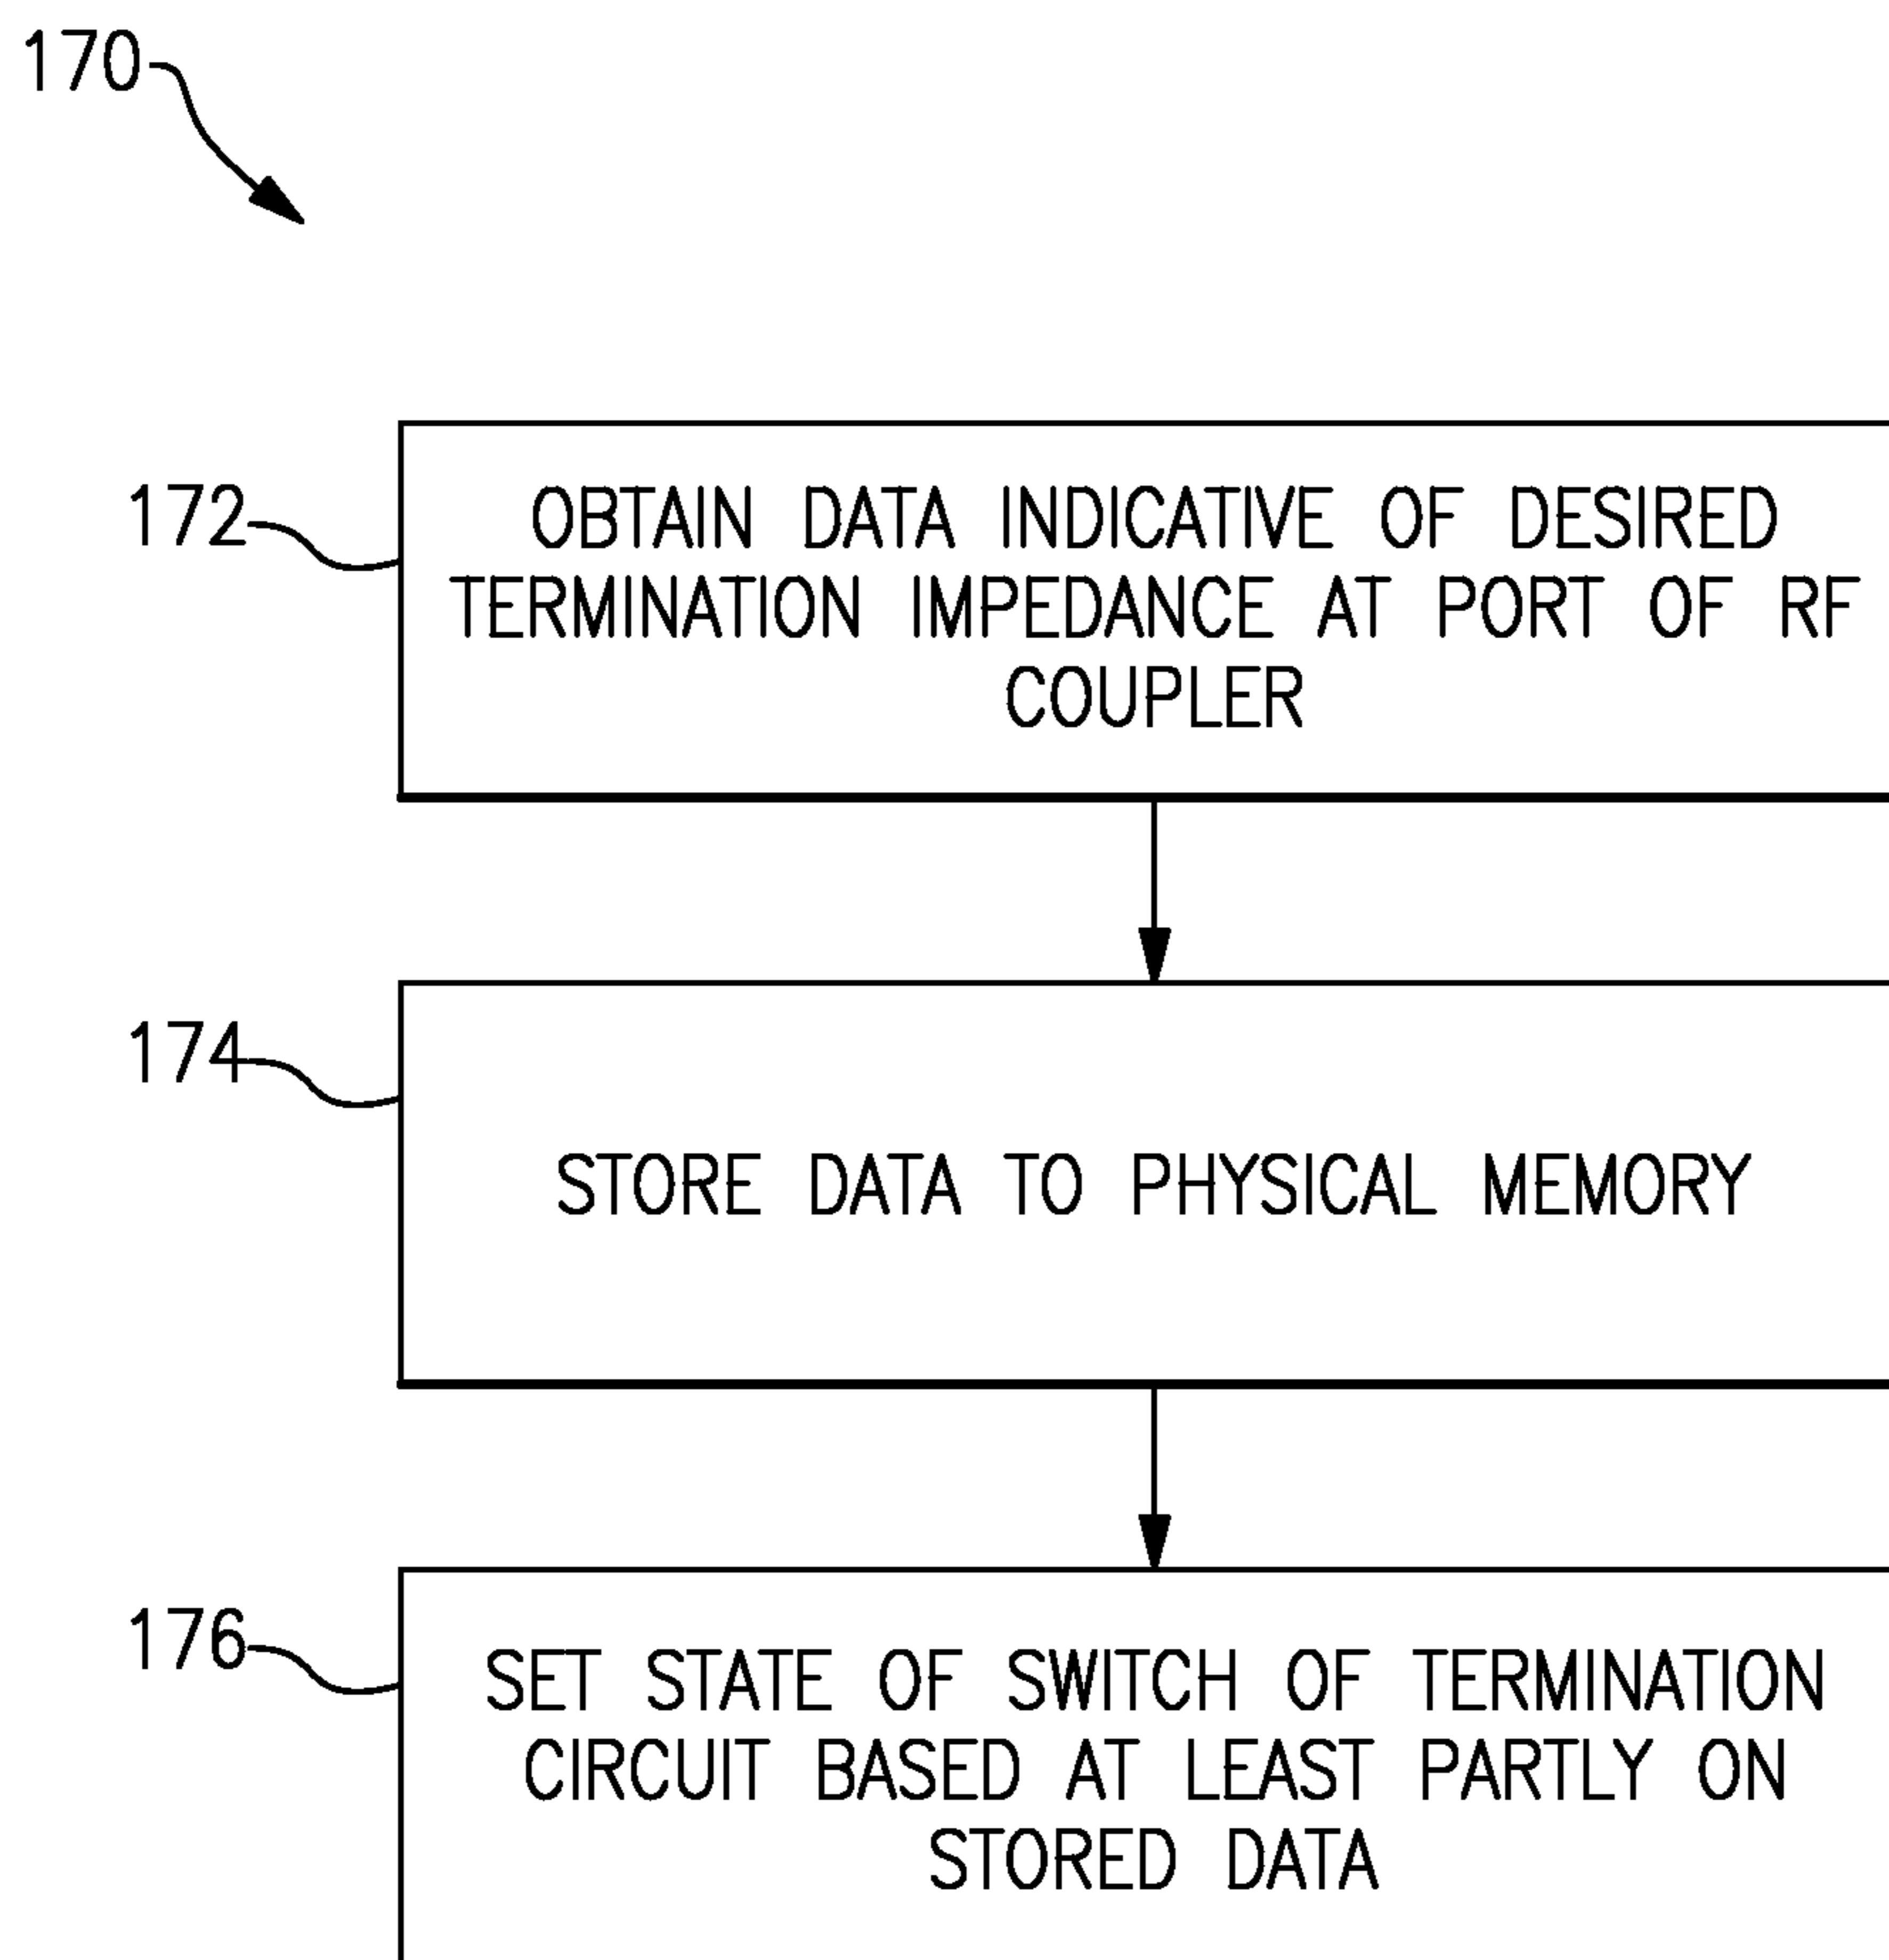 170
172
OBTAIN DATA INDICATIVE OF DESIRED
TERMINATION IMPEDANCE AT PORT OF RF
COUPLER
174
STORE DATA TO PHYSICAL MEMORY
176
SET STATE OF SWITCH OF TERMINATION
CIRCUIT BASED AT LEAST PARTLY ON
STORED DATA